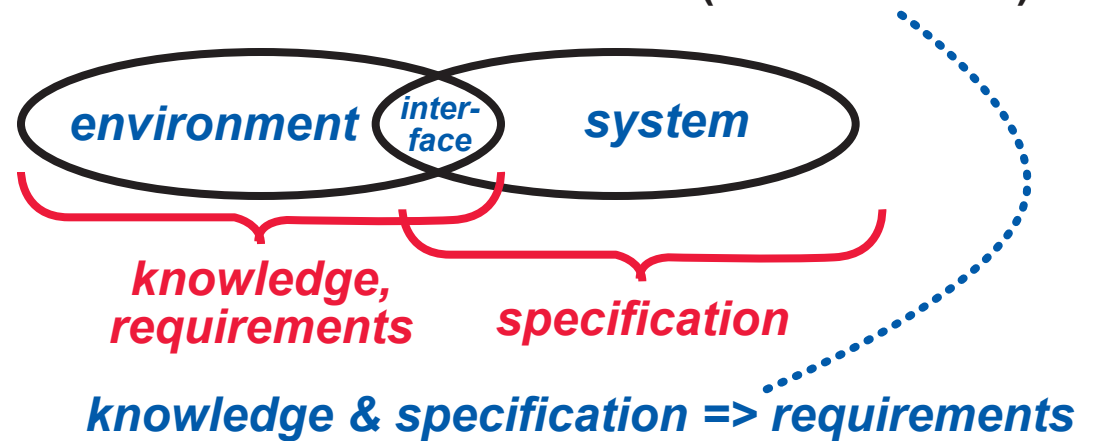 environment
inter-
face
system
knowledge,
requirements
specification
knowledge & specification => requirements